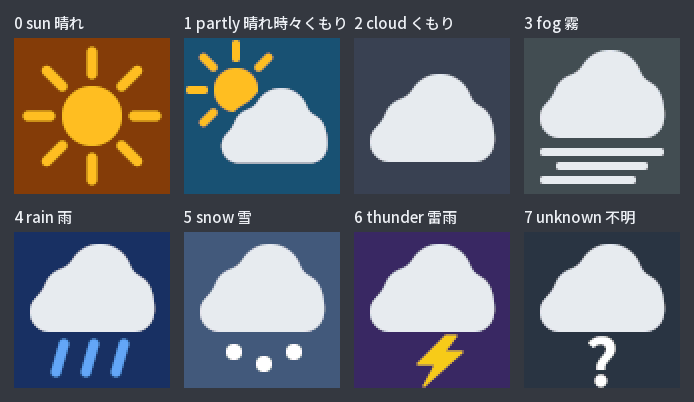 0 sun 晴れ
1 partly 晴れ時々くもり
2 cloud くもり
3 fog 霧
4 rain 雨
5 snow 雪
6 thunder 雷雨
7 unknown 不明
?